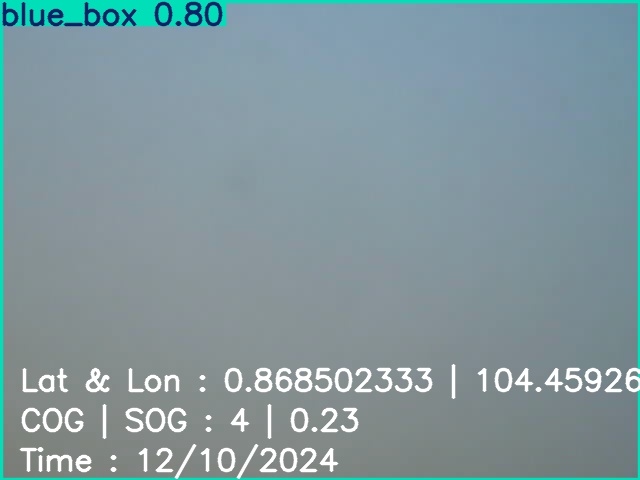 blue_box 0.80
Lat & Lon : 0.868502333 | 104.45926
COG | SOG : 4 | 0.23
Time : 12/10/2024